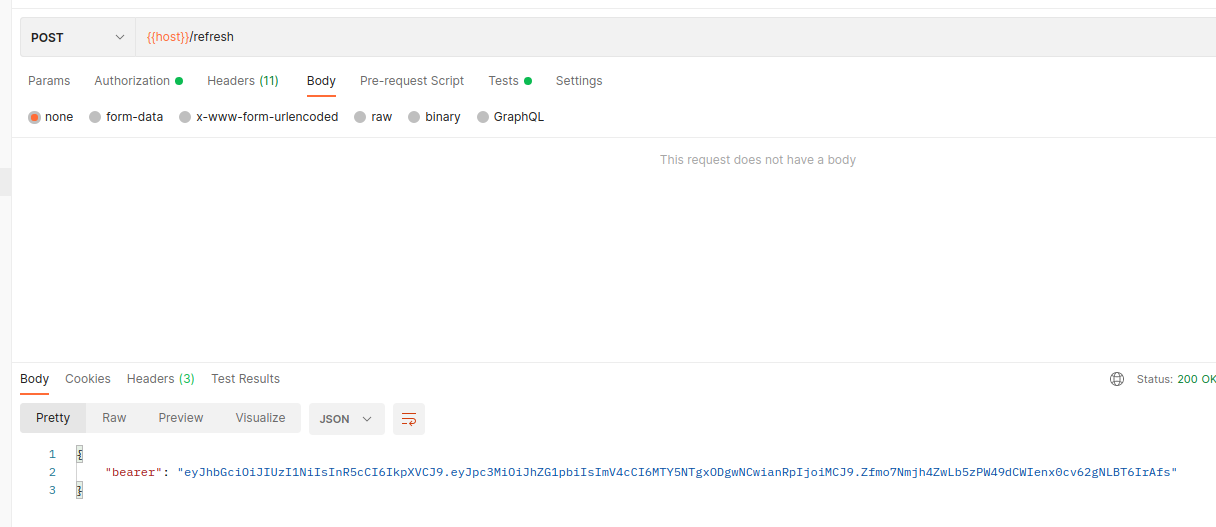 POST {{host}}/refresh
Params Authorization Headers (11) Body Pre-request Script Tests Settings
none form-data x-www-form-urlencoded raw binary GraphQL
This request does not have a body
Body Cookies Headers (3) Test Results Status: 200 OK
Pretty Raw Preview Visualize JSON
1 {
2 "bearer": "eyJhbGciOiJIUzI1NiIsInR5cCI6IkpXVCJ9.eyJpc3MiOiJhZG1pbiIsImV4cCI6MTY5NTgxODgwNCwianRpIjoiMCJ9.Zfmo7Nmjh4ZwLb5zPW49dCWIenx0cv62gNLBT6IrAfs"
3 }